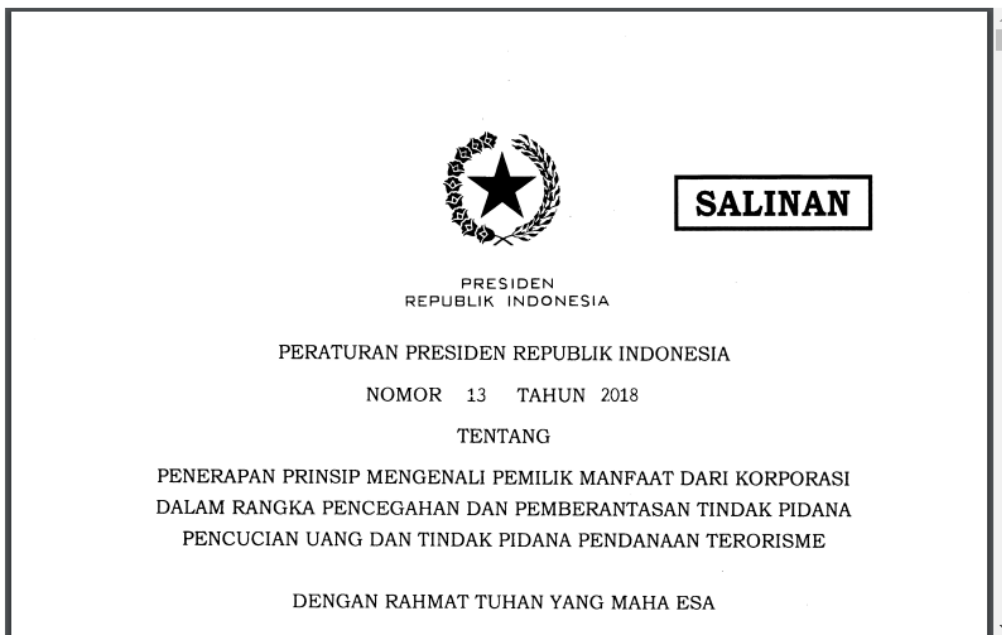 SALINAN
PRESIDEN
REPUBLIK INDONESIA
PERATURAN PRESIDEN REPUBLIK INDONESIA
NOMOR 13 TAHUN 2018
TENTANG
PENERAPAN PRINSIP MENGENALI PEMILIK MANFAAT DARI KORPORASI
DALAM RANGKA PENCEGAHAN DAN PEMBERANTASAN TINDAK PIDANA
PENCUCIAN UANG DAN TINDAK PIDANA PENDANAAN TERORISME
DENGAN RAHMAT TUHAN YANG MAHA ESA